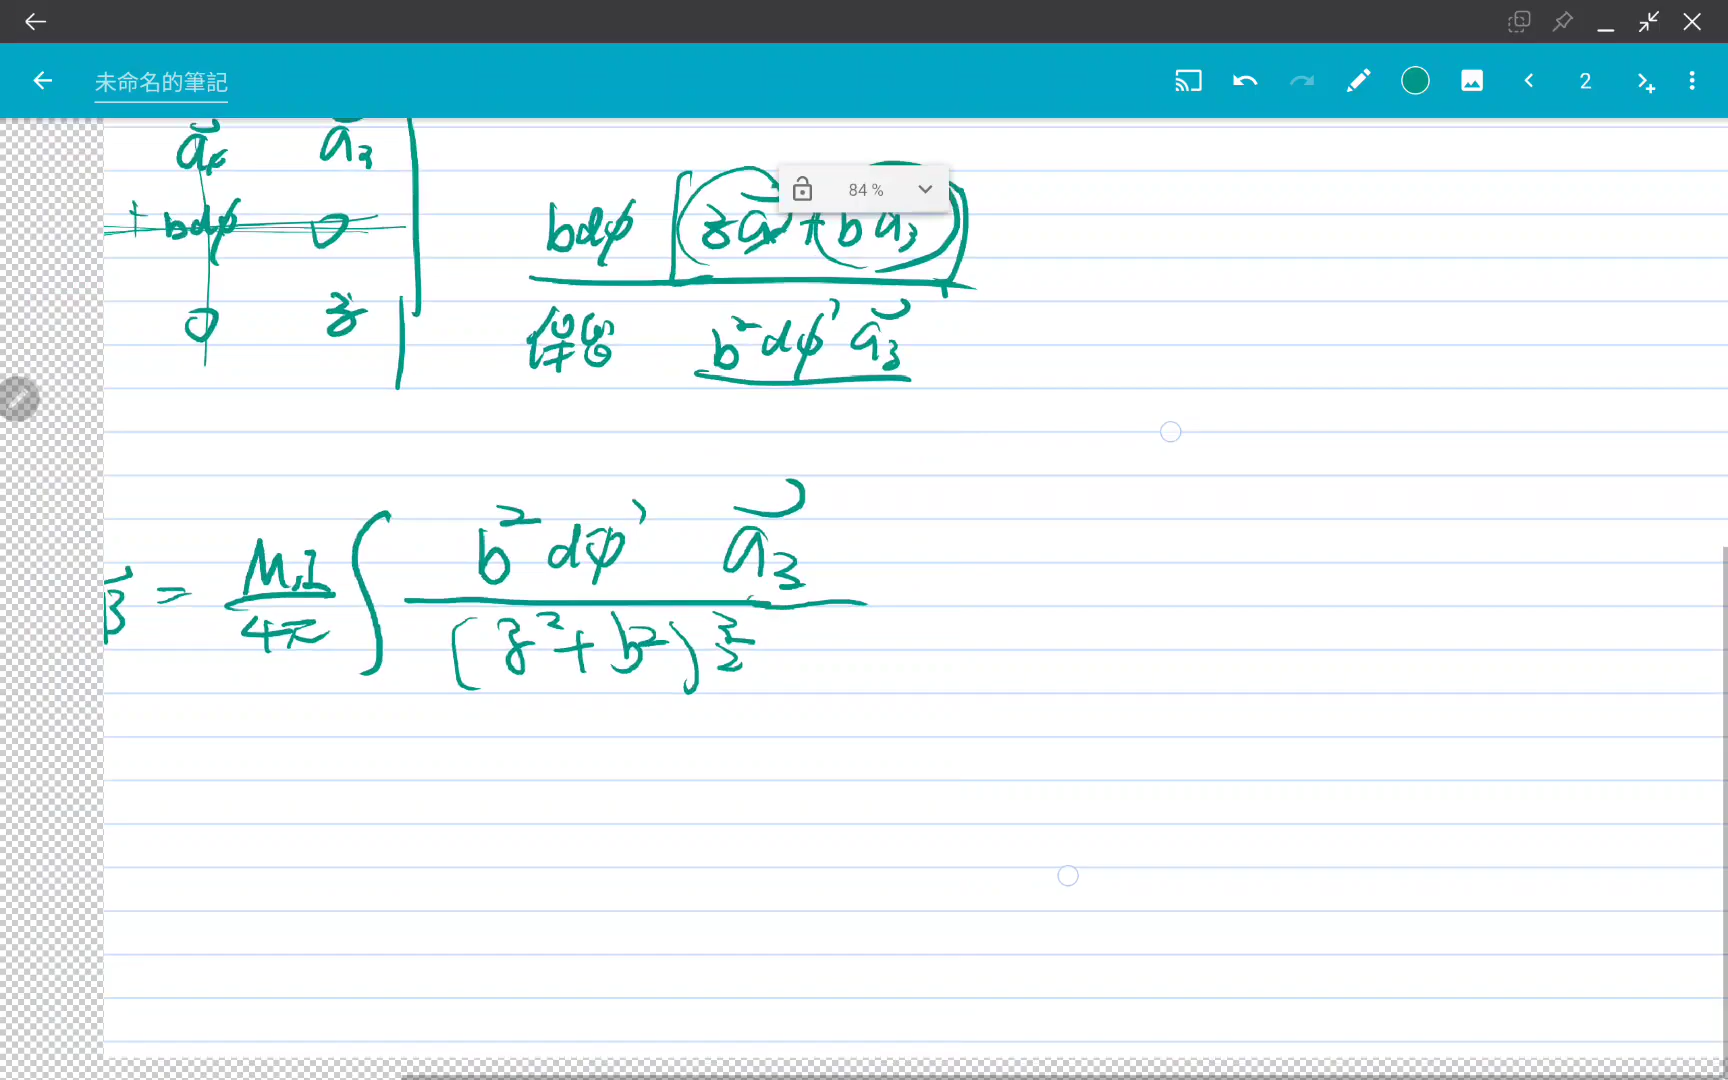 未命名的筆記
2
84 %
a⃗φ a⃗z
+ bdφ 0
0 z
bdφ [(z a⃗r + (b a⃗z)]
保留 b² dφ' a⃗z
B⃗ = μ₀I / 4π ∫ b² dφ' a⃗z / [z² + b²]^(3/2)